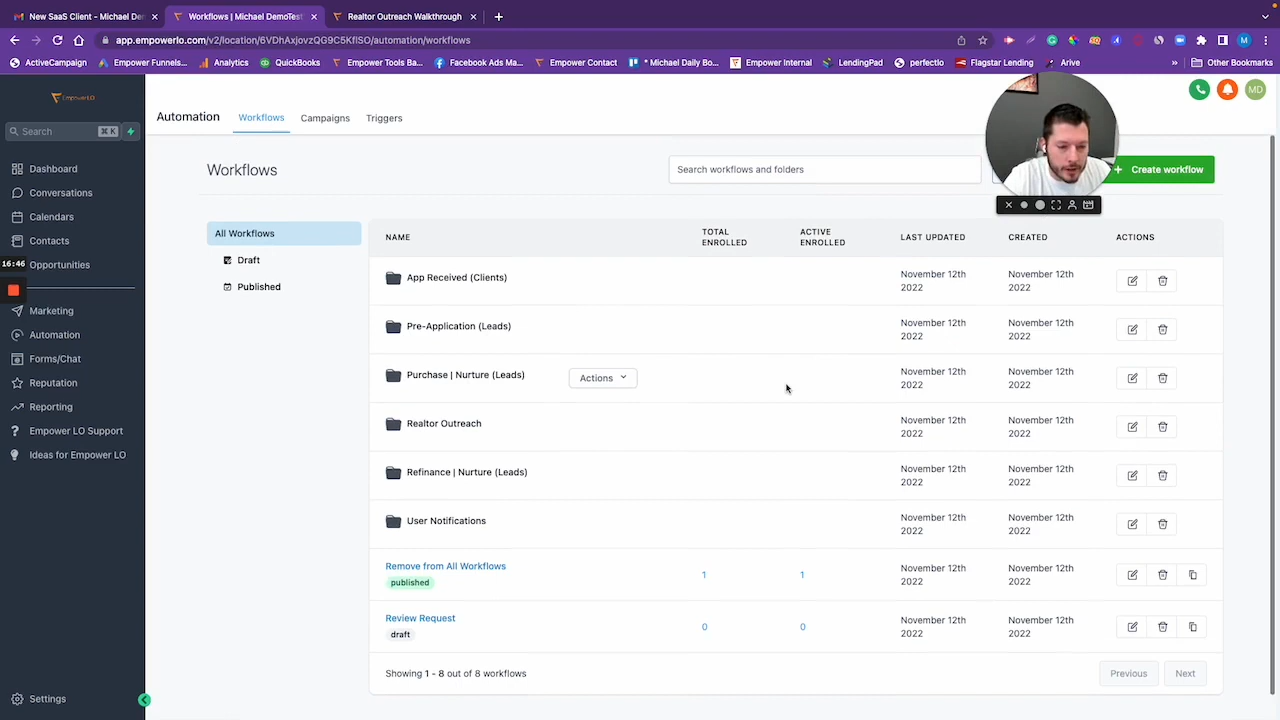 New SaaS Client - Michael De
Workflows | Michael DemoTest
Realtor Outreach Walkthrough
app.empowerlo.com/v2/location/6VDhAxjovzQG9C5KflSO/automation/workflows
ActiveCampaign
Empower Funnels...
Analytics
QuickBooks
Empower Tools Ba...
Facebook Ads Ma...
Empower Contact
* Michael Daily Bo...
Empower Internal
LendingPad
perfectio
Flagstar Lending
Arive
»
Other Bookmarks
EmpowerLO
Search
⌘ K
Dashboard
Conversations
Calendars
Contacts
16:46
Opportunities
Marketing
Automation
Forms/Chat
Reputation
Reporting
Empower LO Support
Ideas for Empower LO
Settings
Automation
Workflows
Campaigns
Triggers
MD
Workflows
Search workflows and folders
+ Create workflow
All Workflows
Draft
Published
NAME
TOTAL ENROLLED
ACTIVE ENROLLED
LAST UPDATED
CREATED
ACTIONS
App Received (Clients)
November 12th 2022
November 12th 2022
Pre-Application (Leads)
November 12th 2022
November 12th 2022
Purchase | Nurture (Leads)
Actions
November 12th 2022
November 12th 2022
Realtor Outreach
November 12th 2022
November 12th 2022
Refinance | Nurture (Leads)
November 12th 2022
November 12th 2022
User Notifications
November 12th 2022
November 12th 2022
Remove from All Workflows
published
1
1
November 12th 2022
November 12th 2022
Review Request
draft
0
0
November 12th 2022
November 12th 2022
Showing 1 - 8 out of 8 workflows
Previous
Next